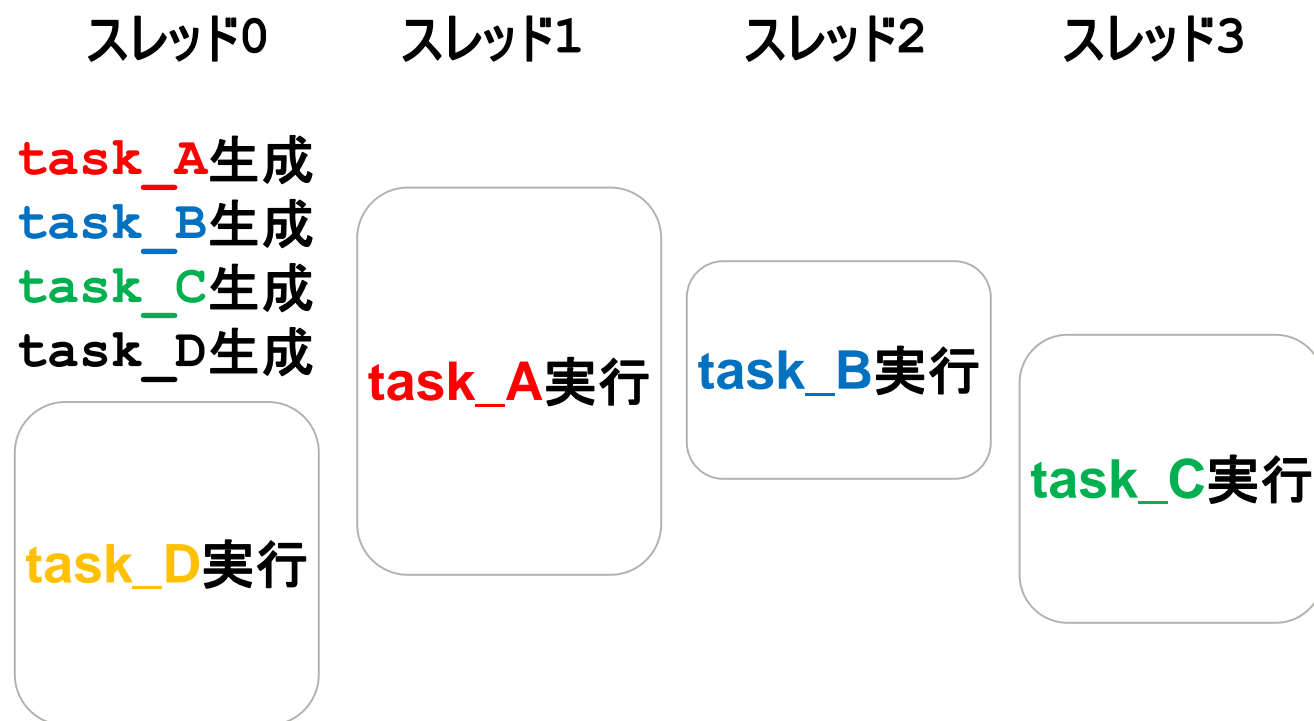 スレッド0 スレッド1 スレッド2 スレッド3
task_A生成
task_B生成
task_C生成
task_D生成
task_A実行
task_B実行
task_C実行
task_D実行